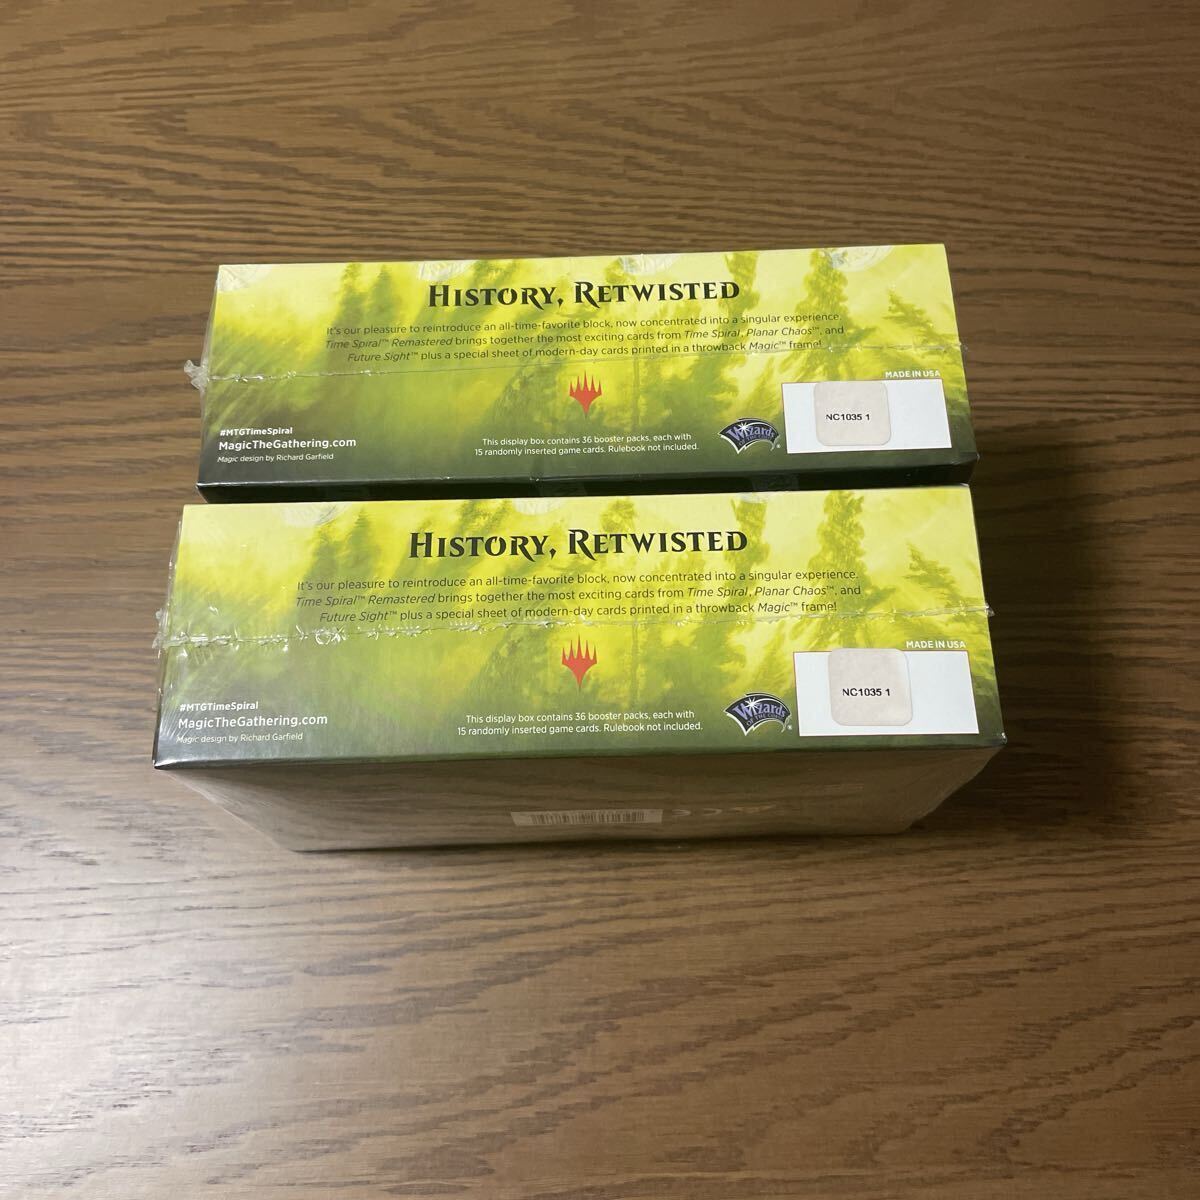 HISTORY, RETWISTED
It's our pleasure to reintroduce an all-time-favorite block, now concentrated into a singular experience.
Time Spiral™ Remastered brings together the most exciting cards from Time Spiral, Planar Chaos™, and
Future Sight™ plus a special sheet of modern-day cards printed in a throwback Magic™ frame!
MADE IN USA
NC1035 1
#MTGTimeSpiral
MagicTheGathering.com
Magic design by Richard Garfield
This display box contains 36 booster packs, each with
15 randomly inserted game cards. Rulebook not included.
Wizards
OF THE COAST
®
HISTORY, RETWISTED
It's our pleasure to reintroduce an all-time-favorite block, now concentrated into a singular experience.
Time Spiral™ Remastered brings together the most exciting cards from Time Spiral, Planar Chaos™, and
Future Sight™ plus a special sheet of modern-day cards printed in a throwback Magic™ frame!
MADE IN USA
NC1035 1
#MTGTimeSpiral
MagicTheGathering.com
Magic design by Richard Garfield
This display box contains 36 booster packs, each with
15 randomly inserted game cards. Rulebook not included.
Wizards
OF THE COAST
®